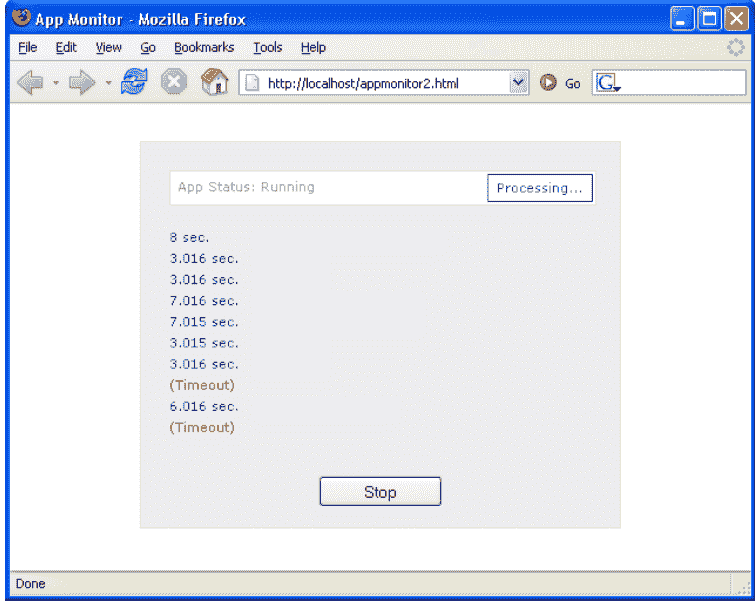 App Monitor - Mozilla Firefox
File Edit View Go Bookmarks Tools Help
http://localhost/appmonitor2.html Go G
App Status: Running Processing...
8 sec.
3.016 sec.
3.016 sec.
7.016 sec.
7.015 sec.
3.015 sec.
3.016 sec.
(Timeout)
6.016 sec.
(Timeout)
Stop
Done